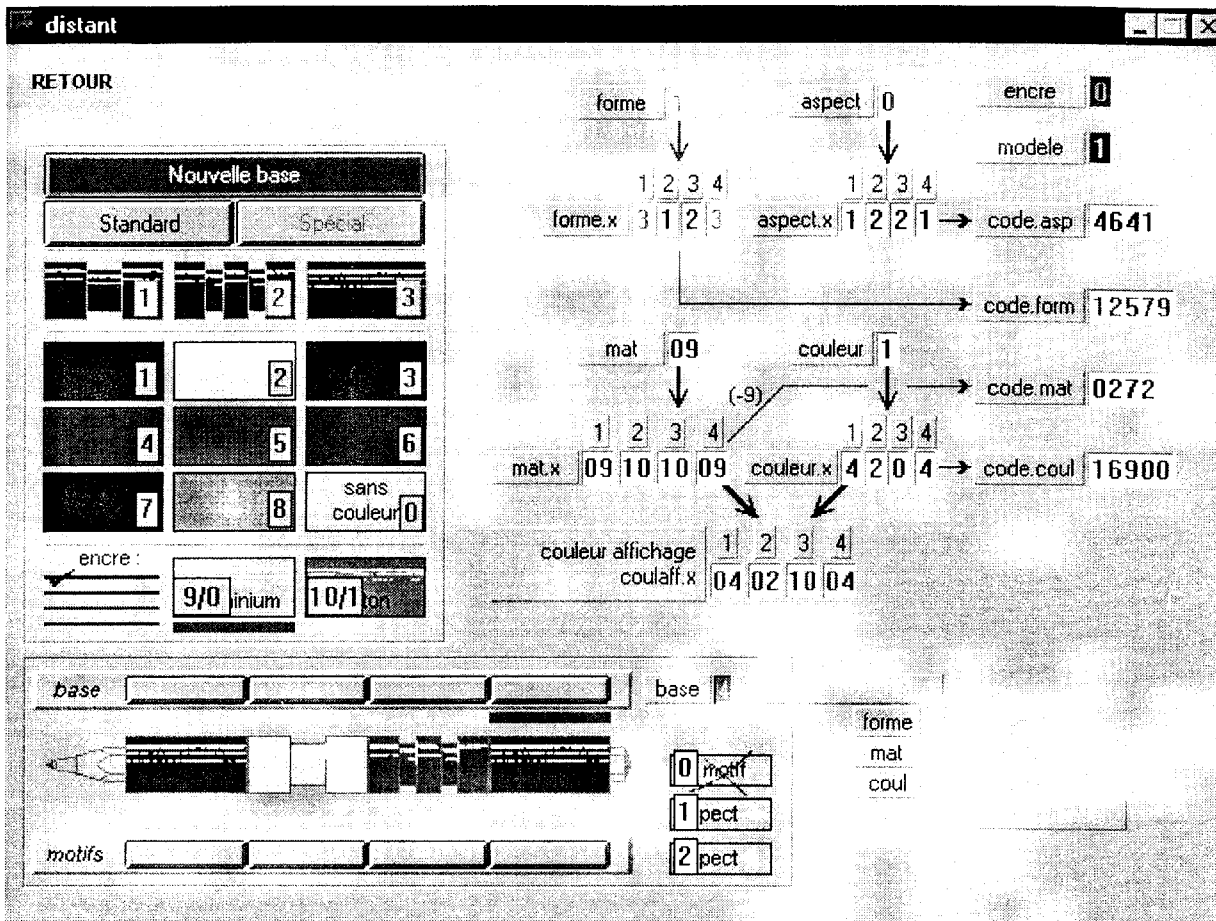 distant
RETOUR
forme
aspect 0
encre 0
modele 1
Nouvelle base
Standard
Spécial
1 2 3 4
forme.x 3 1 2 3
1 2 3 4
aspect.x 1 2 2 1
code.asp 4641
1
2
3
code.form 12579
mat 09
couleur 1
(-9)
code.mat 0272
1
2
3
4
5
6
7
8
sans
couleur 0
1 2 3 4
mat.x 09 10 10 09
1 2 3 4
couleur.x 4 2 0 4
code.coul 16900
couleur affichage
coulaff.x
1 2 3 4
04 02 10 04
encre :
9/0 inium
10/1 ton
base
base
forme
mat
coul
0 motif
1 pect
2 pect
motifs